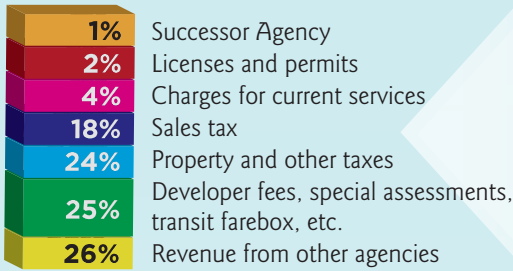 1% Successor Agency
2% Licenses and permits
4% Charges for current services
18% Sales tax
24% Property and other taxes
25% Developer fees, special assessments,
transit farebox, etc.
26% Revenue from other agencies